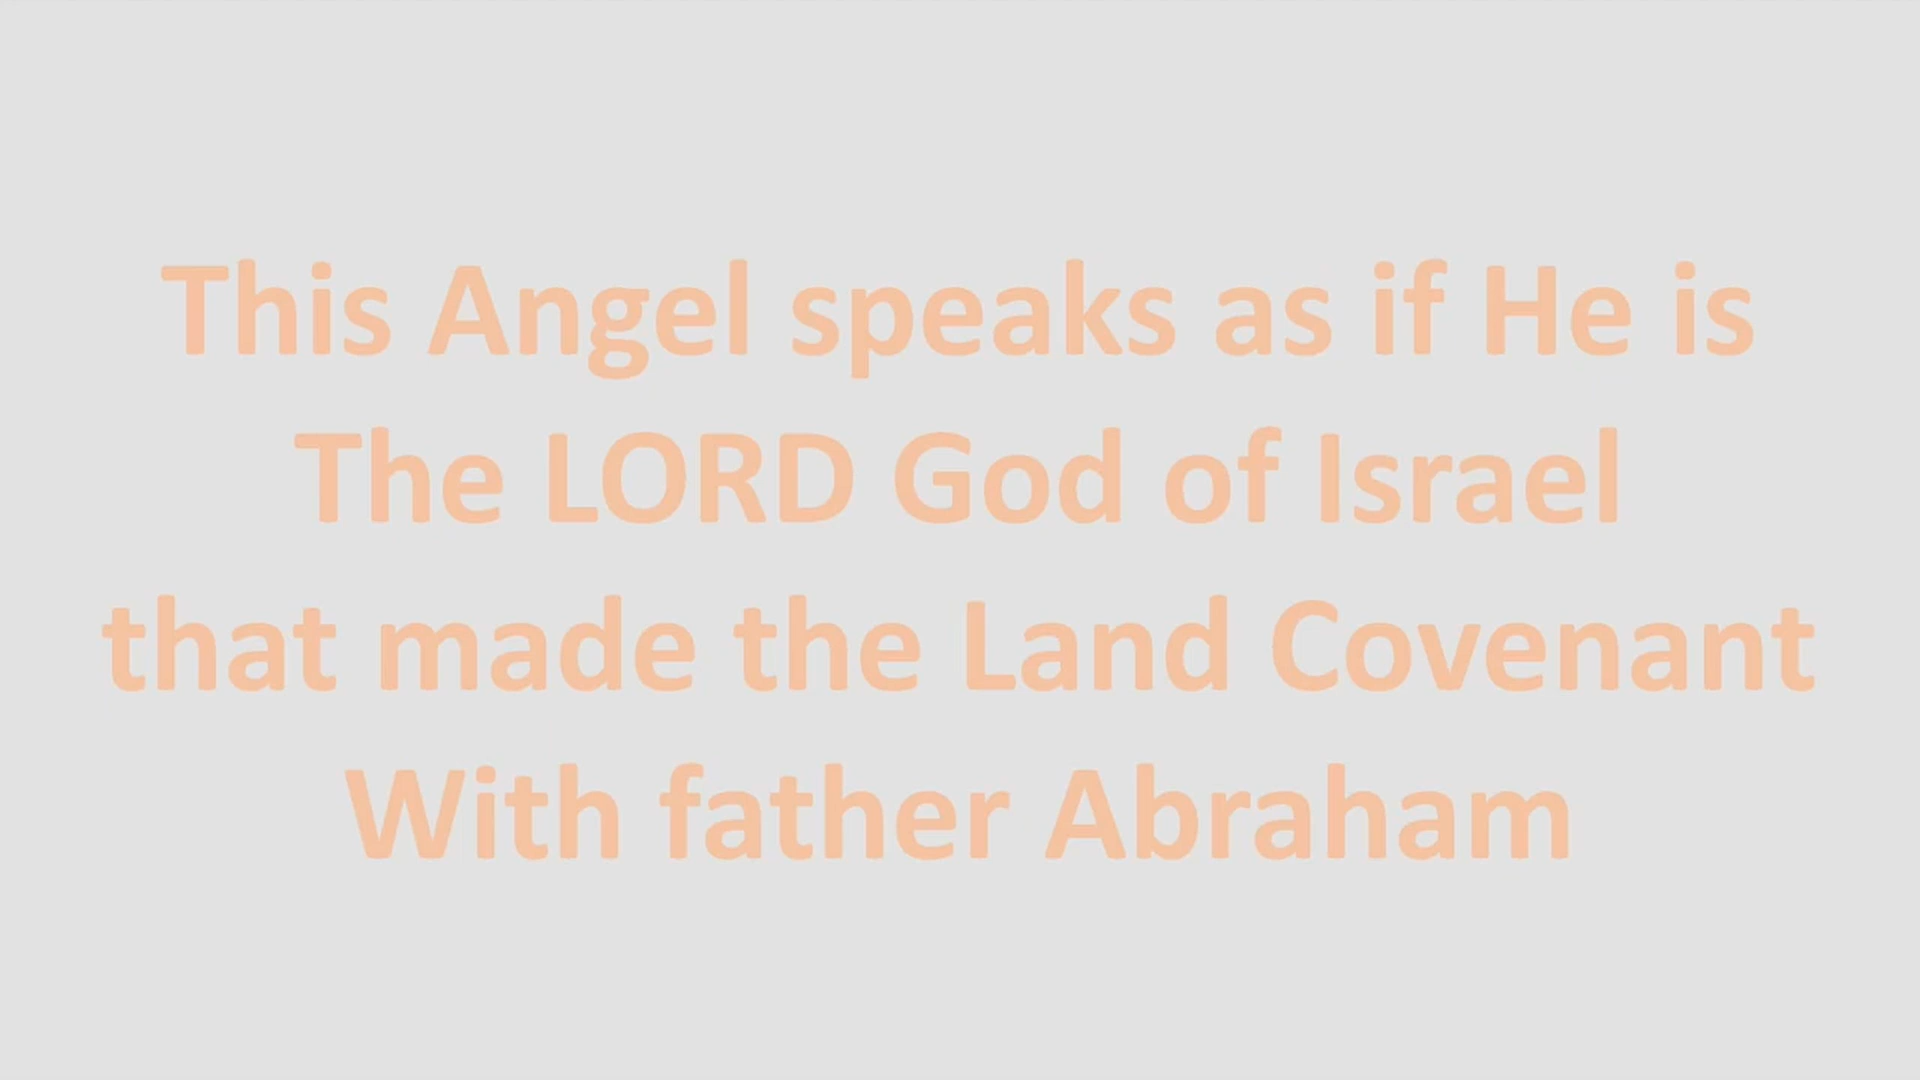 This Angel speaks as if He is
The LORD God of Israel
that made the Land Covenant
With father Abraham